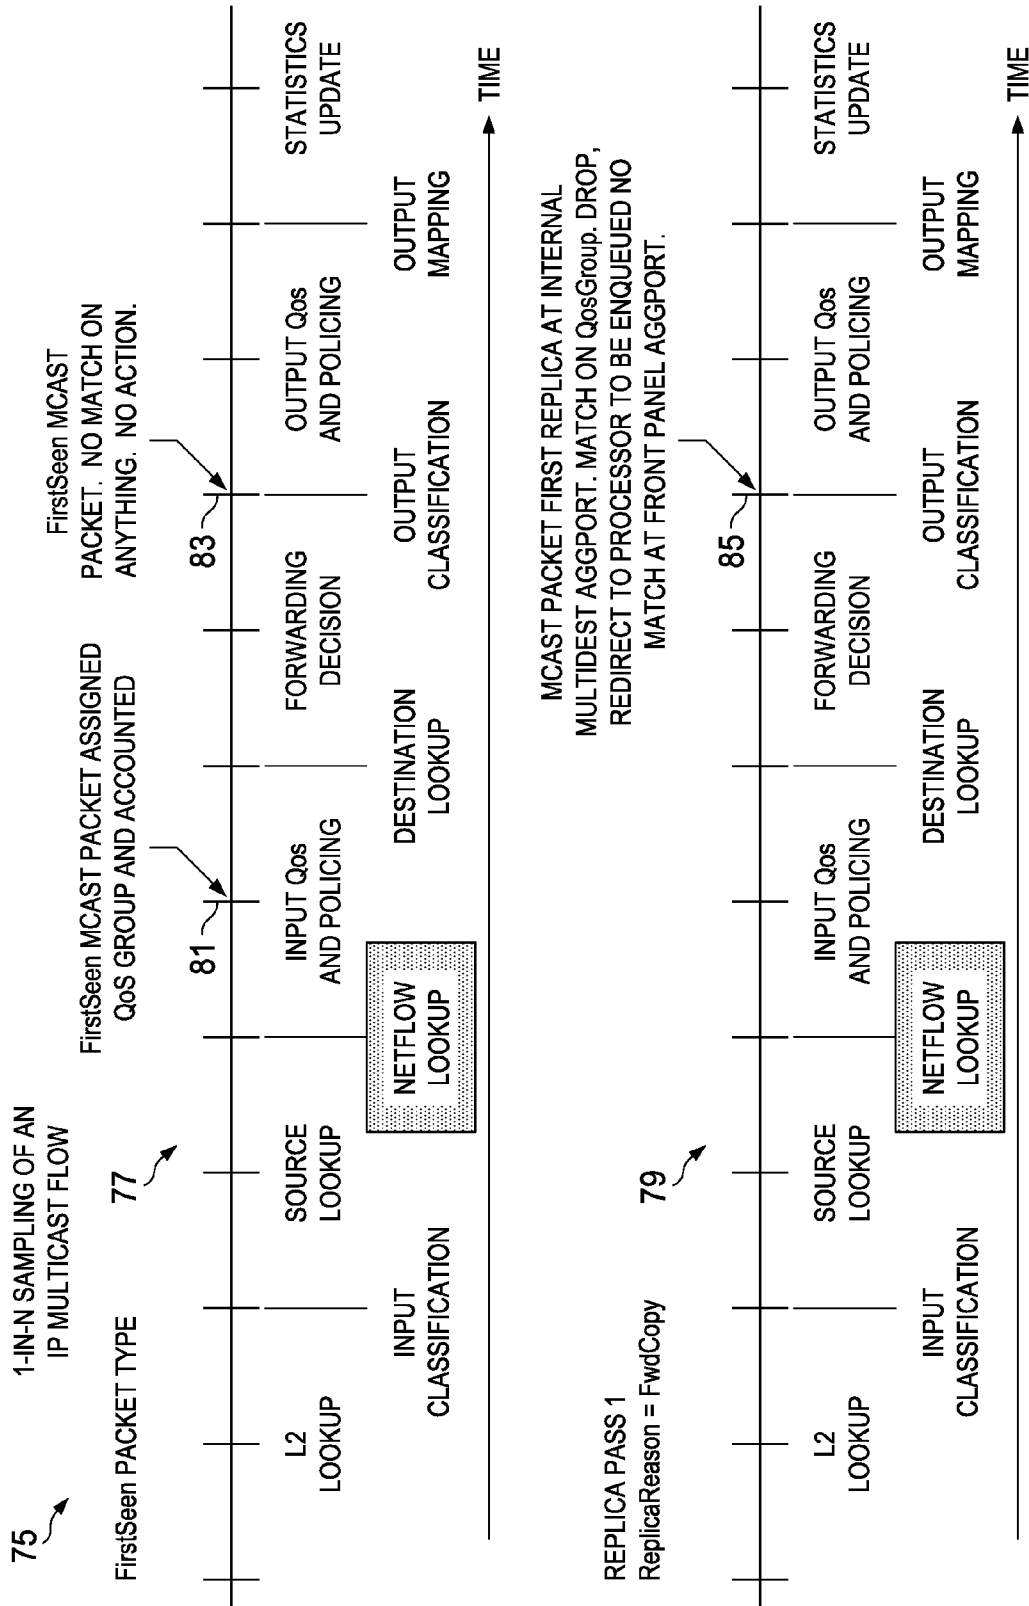 75
1-IN-N SAMPLING OF AN
IP MULTICAST FLOW
FirstSeen PACKET TYPE
77
FirstSeen MCAST PACKET ASSIGNED
QoS GROUP AND ACCOUNTED
81
FirstSeen MCAST
PACKET. NO MATCH ON
ANYTHING. NO ACTION.
83
L2
LOOKUP
INPUT
CLASSIFICATION
SOURCE
LOOKUP
NETFLOW
LOOKUP
INPUT Qos
AND POLICING
DESTINATION
LOOKUP
FORWARDING
DECISION
OUTPUT
CLASSIFICATION
OUTPUT Qos
AND POLICING
OUTPUT
MAPPING
STATISTICS
UPDATE
TIME
REPLICA PASS 1
ReplicaReason = FwdCopy
79
MCAST PACKET FIRST REPLICA AT INTERNAL
MULTIDEST AGGPORT. MATCH ON QosGroup. DROP,
REDIRECT TO PROCESSOR TO BE ENQUEUED NO
MATCH AT FRONT PANEL AGGPORT.
85
L2
LOOKUP
INPUT
CLASSIFICATION
SOURCE
LOOKUP
NETFLOW
LOOKUP
INPUT Qos
AND POLICING
DESTINATION
LOOKUP
FORWARDING
DECISION
OUTPUT
CLASSIFICATION
OUTPUT Qos
AND POLICING
OUTPUT
MAPPING
STATISTICS
UPDATE
TIME